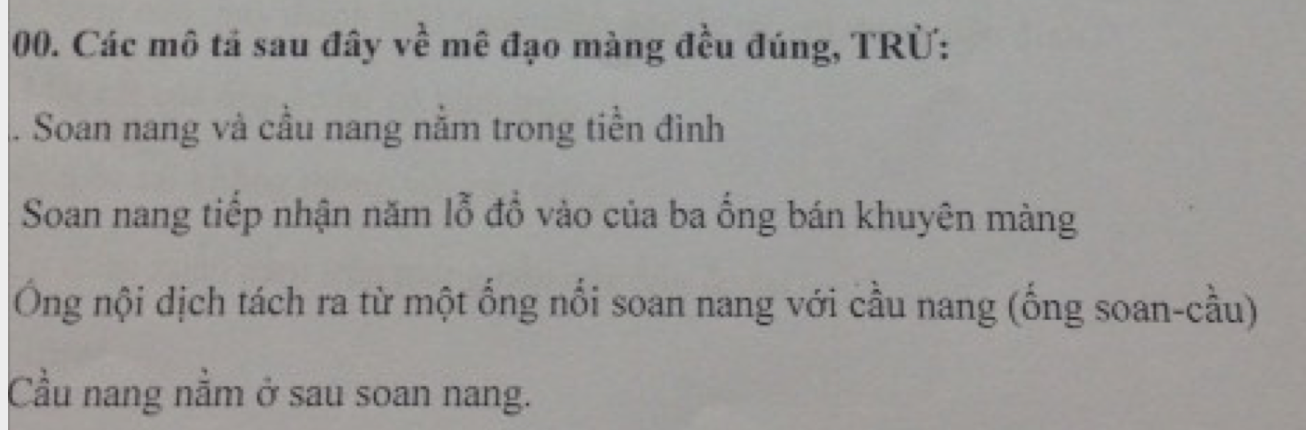 00. Các mô tả sau đây về mê đạo màng đều đúng, TRỪ:
. Soan nang và cầu nang nằm trong tiền đình
Soan nang tiếp nhận năm lỗ đổ vào của ba ống bán khuyên màng
Ống nội dịch tách ra từ một ống nối soan nang với cầu nang (ống soan-cầu)
Cầu nang nằm ở sau soan nang.